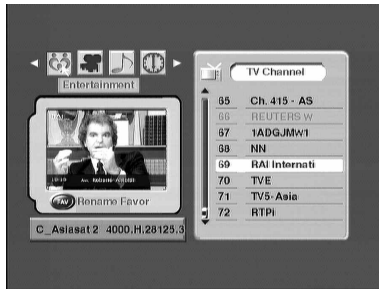 Entertainment
TV Channel
65 Ch. 415 - AS
66 REUTERS W
67 1ADGJMW1
68 NN
69 RAI Internati
70 TVE
71 TV5-Asia
72 RTPi
FAV Rename Favor
C_Asiasat 2 4000.H.28125.3